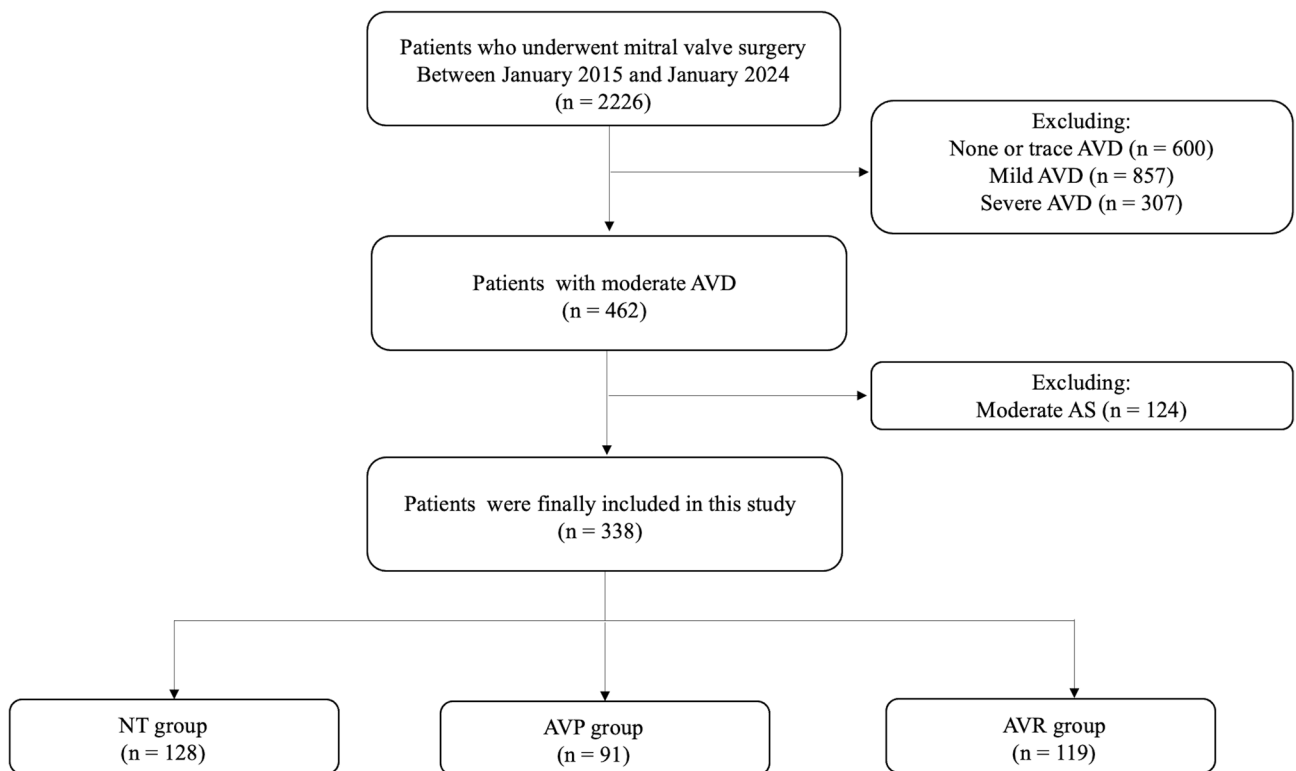 Patients who underwent mitral valve surgery
Between January 2015 and January 2024
(n = 2226)
Excluding:
None or trace AVD (n = 600)
Mild AVD (n = 857)
Severe AVD (n = 307)
Patients with moderate AVD
(n = 462)
Excluding:
Moderate AS (n = 124)
Patients were finally included in this study
(n = 338)
NT group
(n = 128)
AVP group
(n = 91)
AVR group
(n = 119)